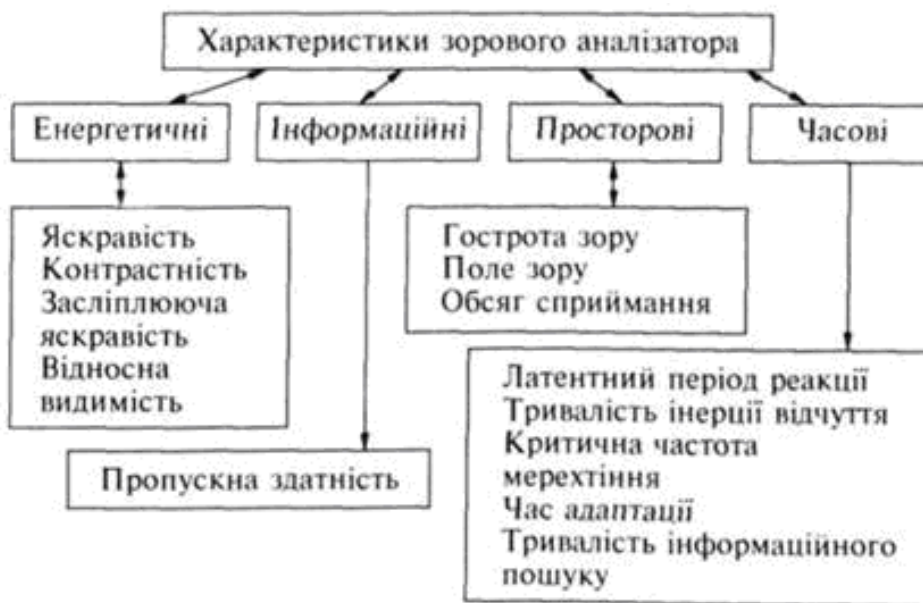 Характеристики зорового аналізатора
Енергетичні
Інформаційні
Просторові
Часові
Яскравість
Контрастність
Засліплююча
яскравість
Відносна
видимість
Гострота зору
Поле зору
Обсяг сприймання
Пропускна здатність
Латентний період реакції
Тривалість інерції відчуття
Критична частота
мерехтіння
Час адаптації
Тривалість інформаційного
пошуку